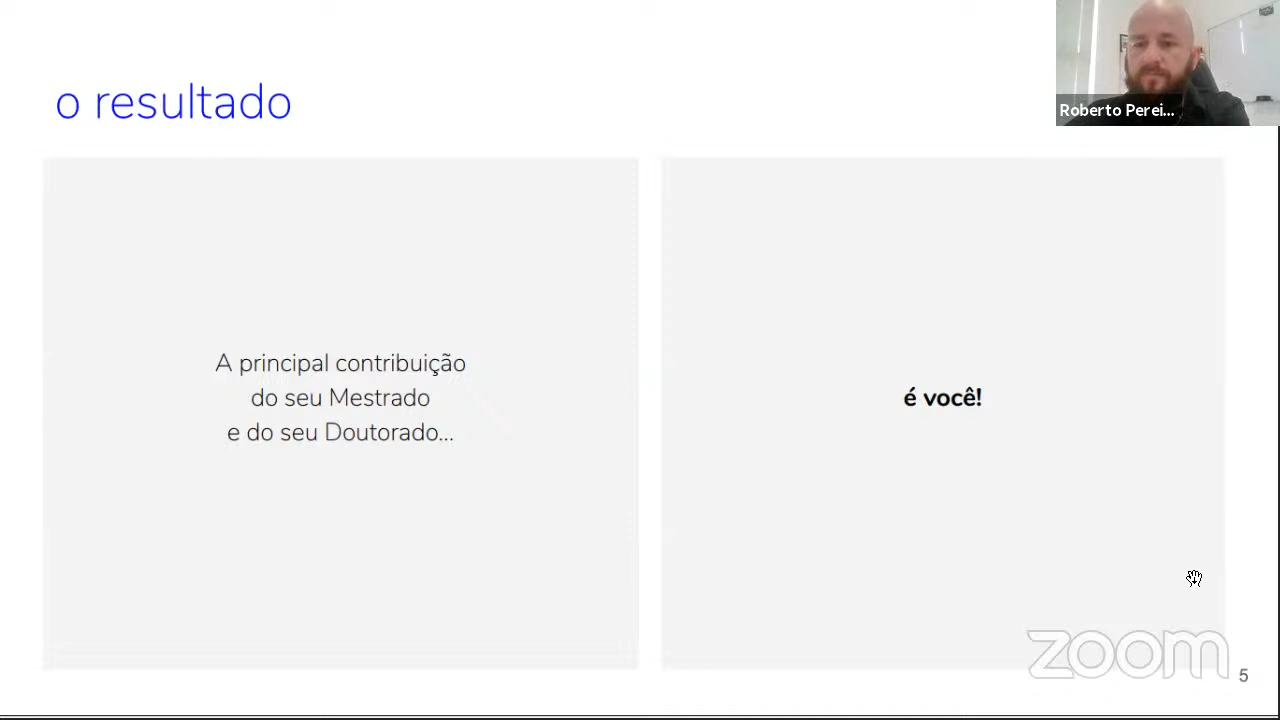 o resultado
Roberto Perei...
A principal contribuição
do seu Mestrado
e do seu Doutorado...
é você!
zoom
5